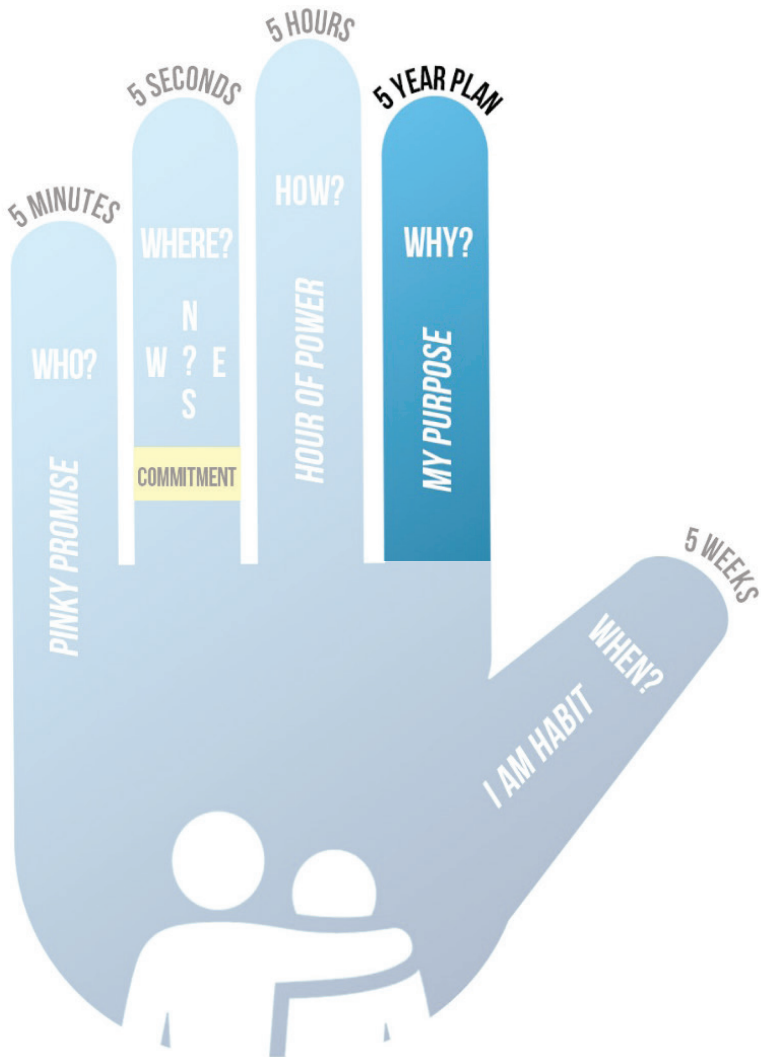 5 MINUTES
WHO?
PINKY PROMISE
5 SECONDS
WHERE?
N
W ? E
S
COMMITMENT
5 HOURS
HOW?
HOUR OF POWER
5 YEAR PLAN
WHY?
MY PURPOSE
5 WEEKS
WHEN?
I AM HABIT